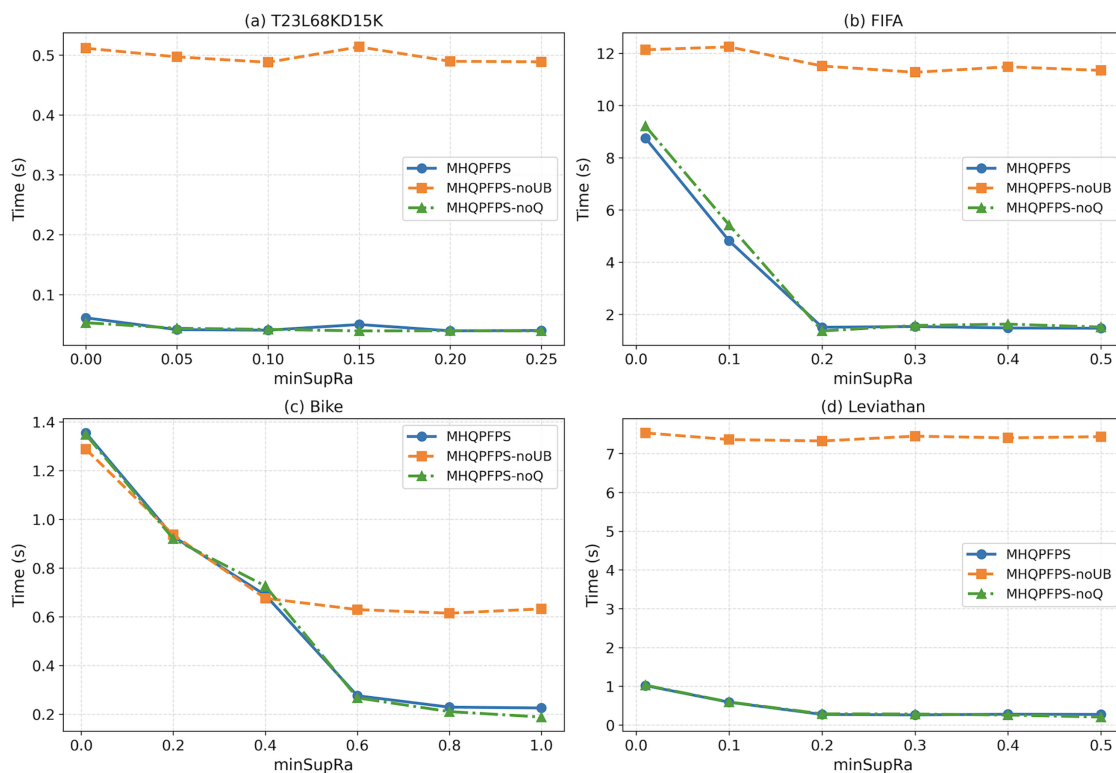 (a) T23L68KD15K
0.5
0.4
0.3
0.2
0.1
Time (s)
MHQPFPS
MHQPFPS-noUB
MHQPFPS-noQ
0.00 0.05 0.10 0.15 0.20 0.25
minSupRa
(b) FIFA
12
10
8
6
4
2
Time (s)
MHQPFPS
MHQPFPS-noUB
MHQPFPS-noQ
0.0 0.1 0.2 0.3 0.4 0.5
minSupRa
(c) Bike
1.4
1.2
1.0
0.8
0.6
0.4
0.2
Time (s)
MHQPFPS
MHQPFPS-noUB
MHQPFPS-noQ
0.0 0.2 0.4 0.6 0.8 1.0
minSupRa
(d) Leviathan
7
6
5
4
3
2
1
0
Time (s)
MHQPFPS
MHQPFPS-noUB
MHQPFPS-noQ
0.0 0.1 0.2 0.3 0.4 0.5
minSupRa